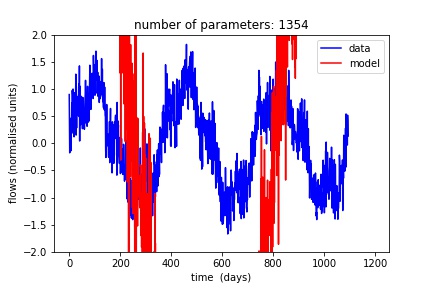 number of parameters: 1354
data
model
flows (normalised units)
2.0
1.5
1.0
0.5
0.0
−0.5
−1.0
−1.5
−2.0
0 200 400 600 800 1000 1200
time (days)